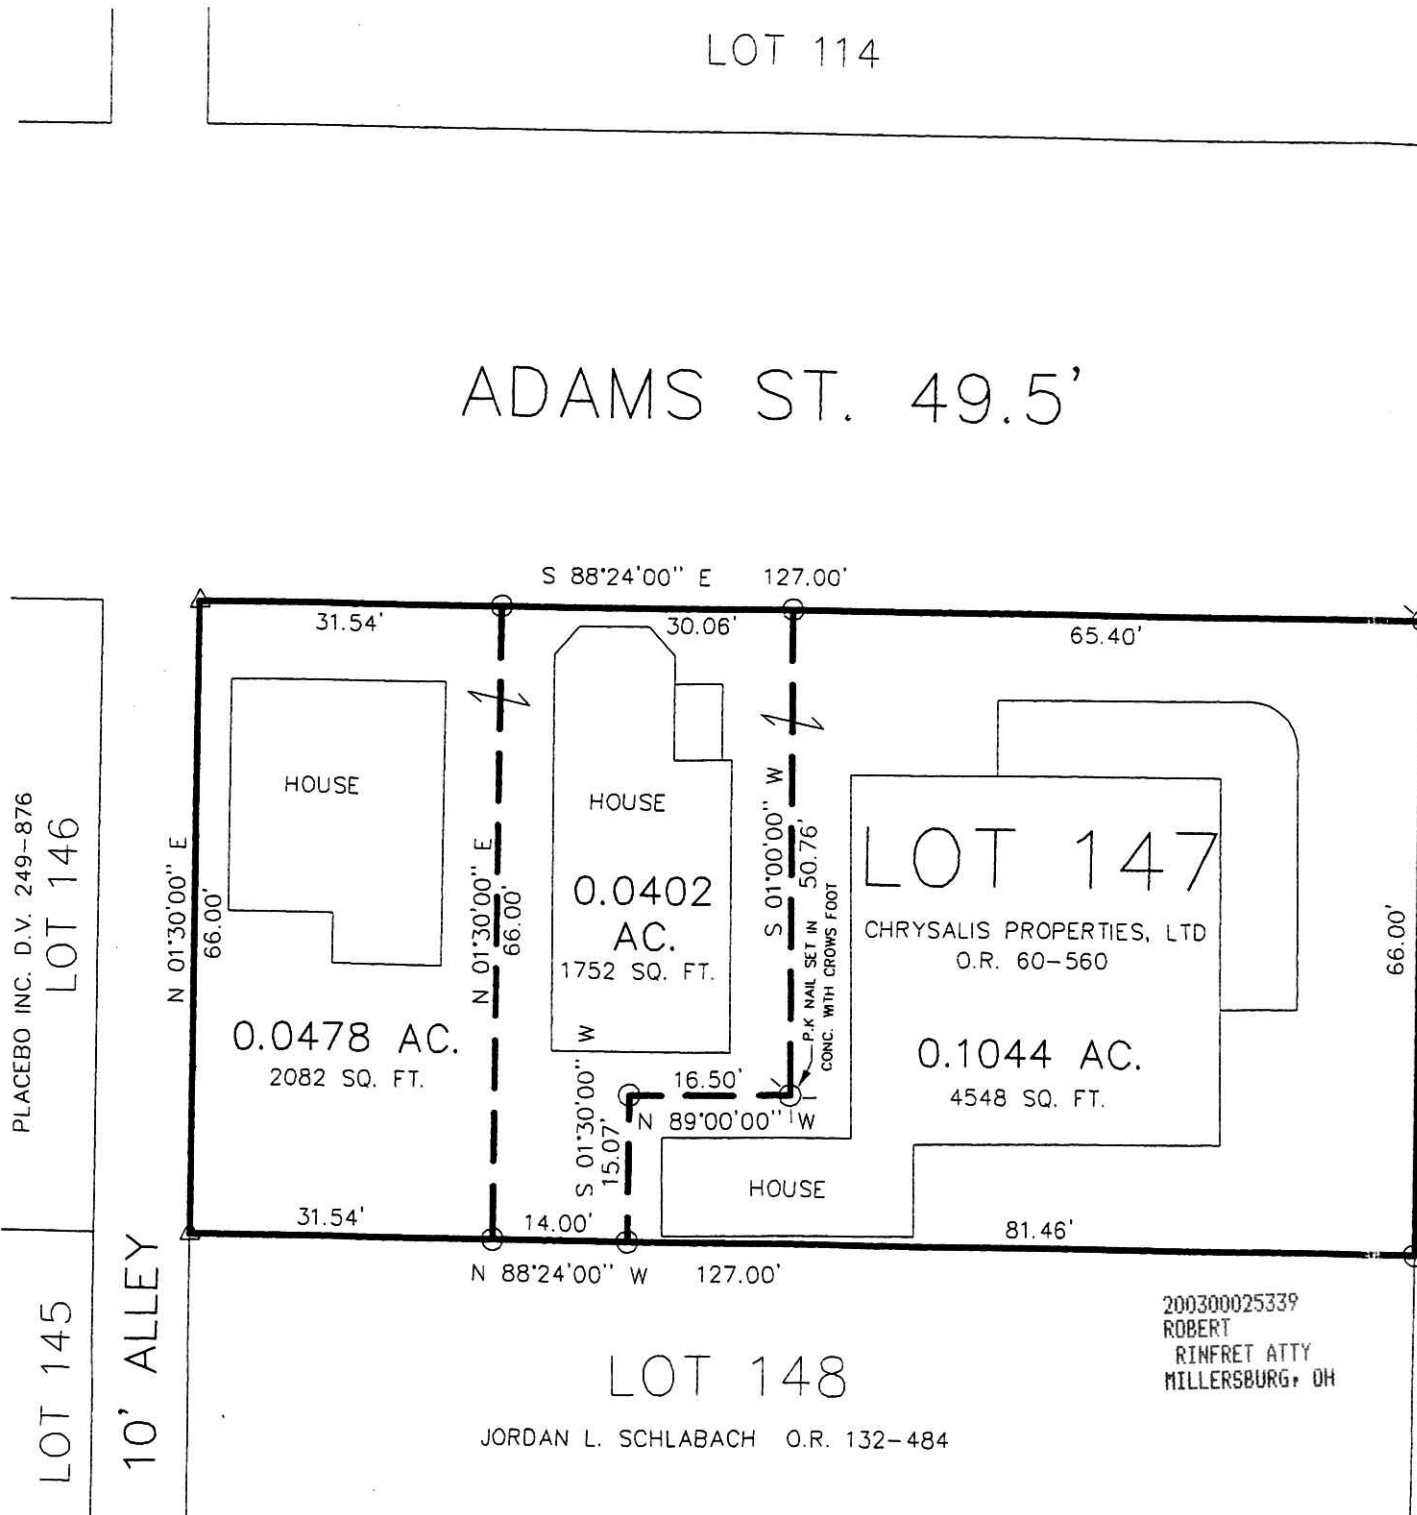 LOT 114
ADAMS ST. 49.5'
S 88°24'00" E 127.00'
31.54'
30.06'
65.40'
HOUSE
HOUSE
LOT 147
CHRYSALIS PROPERTIES, LTD
O.R. 60-560
0.1044 AC.
4548 SQ. FT.
0.0402
AC.
1752 SQ. FT.
0.0478 AC.
2082 SQ. FT.
N 01°30'00" E
66.00'
N 01°30'00" E
66.00'
S 01°00'00" W
50.76'
P.K NAIL SET IN
CONC. WITH CROWS FOOT
66.00'
PLACEBO INC. D.V. 249-876
LOT 146
16.50'
N 89°00'00" W
S 01°30'00" W
15.07'
HOUSE
31.54'
14.00'
81.46'
N 88°24'00" W 127.00'
LOT 145
10' ALLEY
LOT 148
JORDAN L. SCHLABACH O.R. 132-484
200300025339
ROBERT
RINFRET ATTY
MILLERSBURG, OH